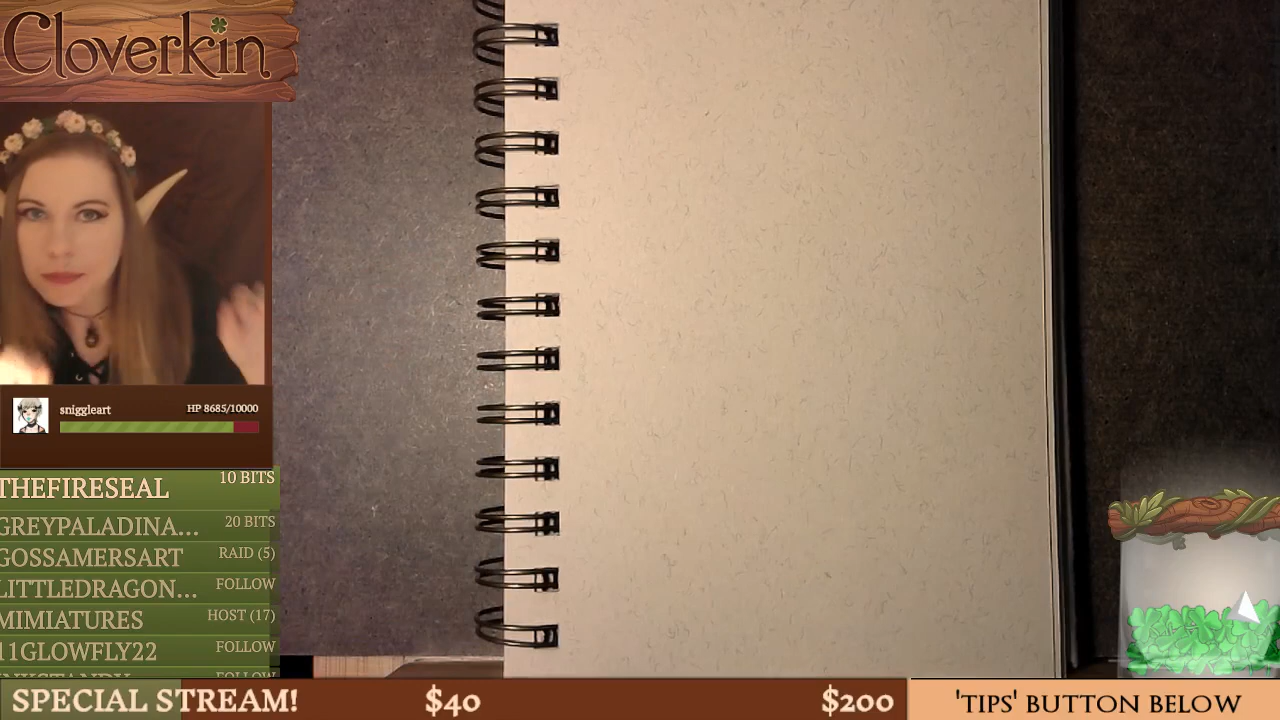 Cloverkin
sniggleart HP 8685/10000
THEFIRESEAL 10 BITS
GREYPALADINA... 20 BITS
GOSSAMERSART RAID (5)
LITTLEDRAGON... FOLLOW
MIMIATURES HOST (17)
11GLOWFLY22 FOLLOW
FOLLOW
SPECIAL STREAM! $40 $200 'TIPS' BUTTON BELOW